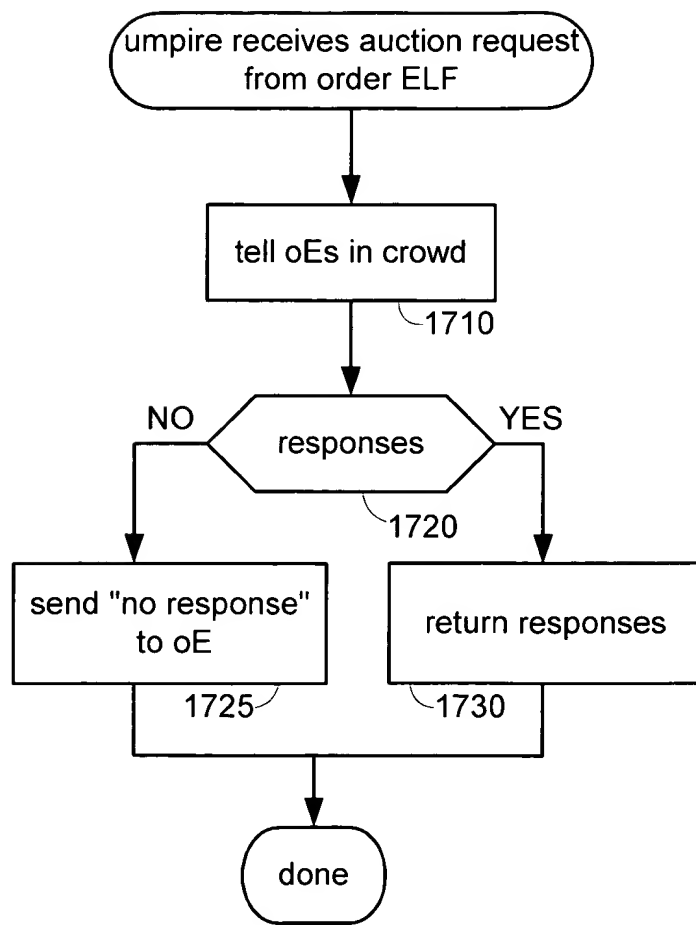 umpire receives auction request
from order ELF
tell oEs in crowd
1710
NO
YES
responses
1720
send "no response"
to oE
return responses
1725
1730
done